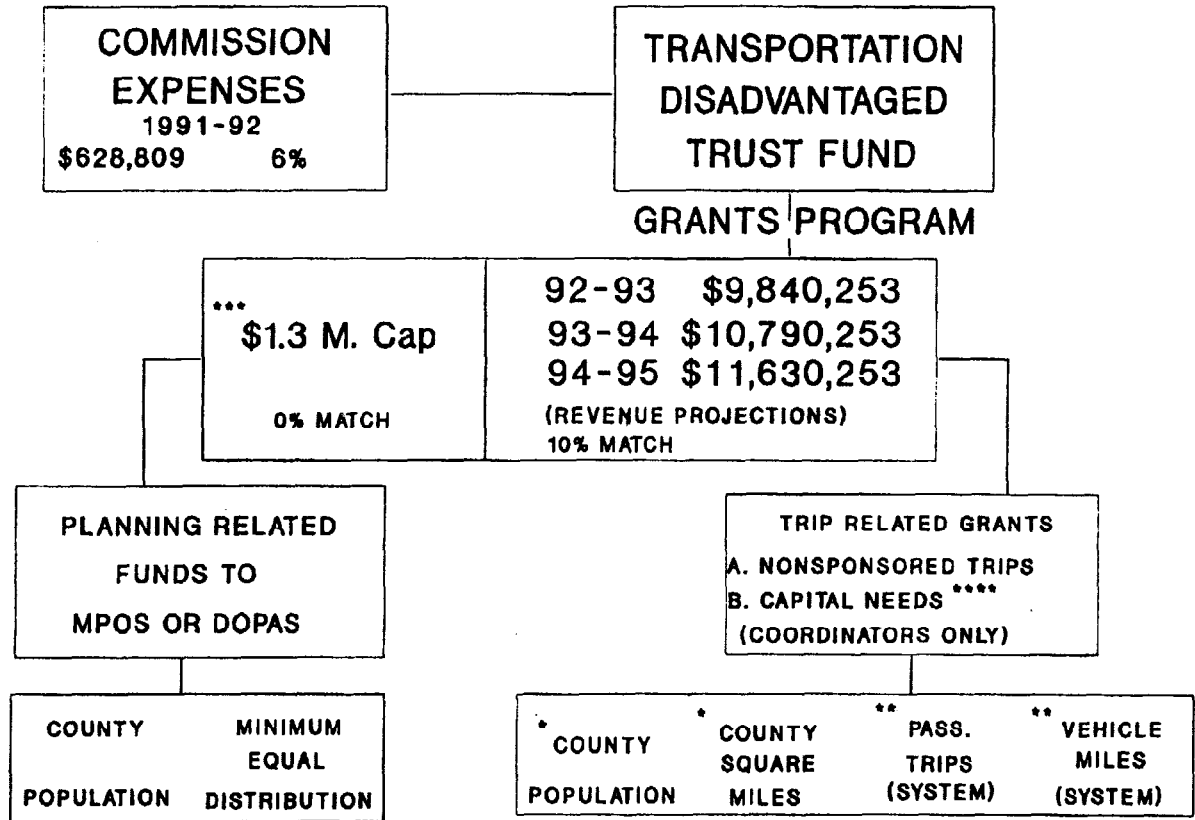 COMMISSION
EXPENSES
1991-92
$628,809 6%
TRANSPORTATION
DISADVANTAGED
TRUST FUND
GRANTS PROGRAM
***
$1.3 M. Cap
0% MATCH
92-93 $9,840,253
93-94 $10,790,253
94-95 $11,630,253
(REVENUE PROJECTIONS)
10% MATCH
PLANNING RELATED
FUNDS TO
MPOS OR DOPAS
TRIP RELATED GRANTS
A. NONSPONSORED TRIPS
B. CAPITAL NEEDS ****
(COORDINATORS ONLY)
COUNTY
POPULATION
MINIMUM
EQUAL
DISTRIBUTION
* COUNTY
POPULATION
* COUNTY
SQUARE
MILES
** PASS.
TRIPS
(SYSTEM)
** VEHICLE
MILES
(SYSTEM)